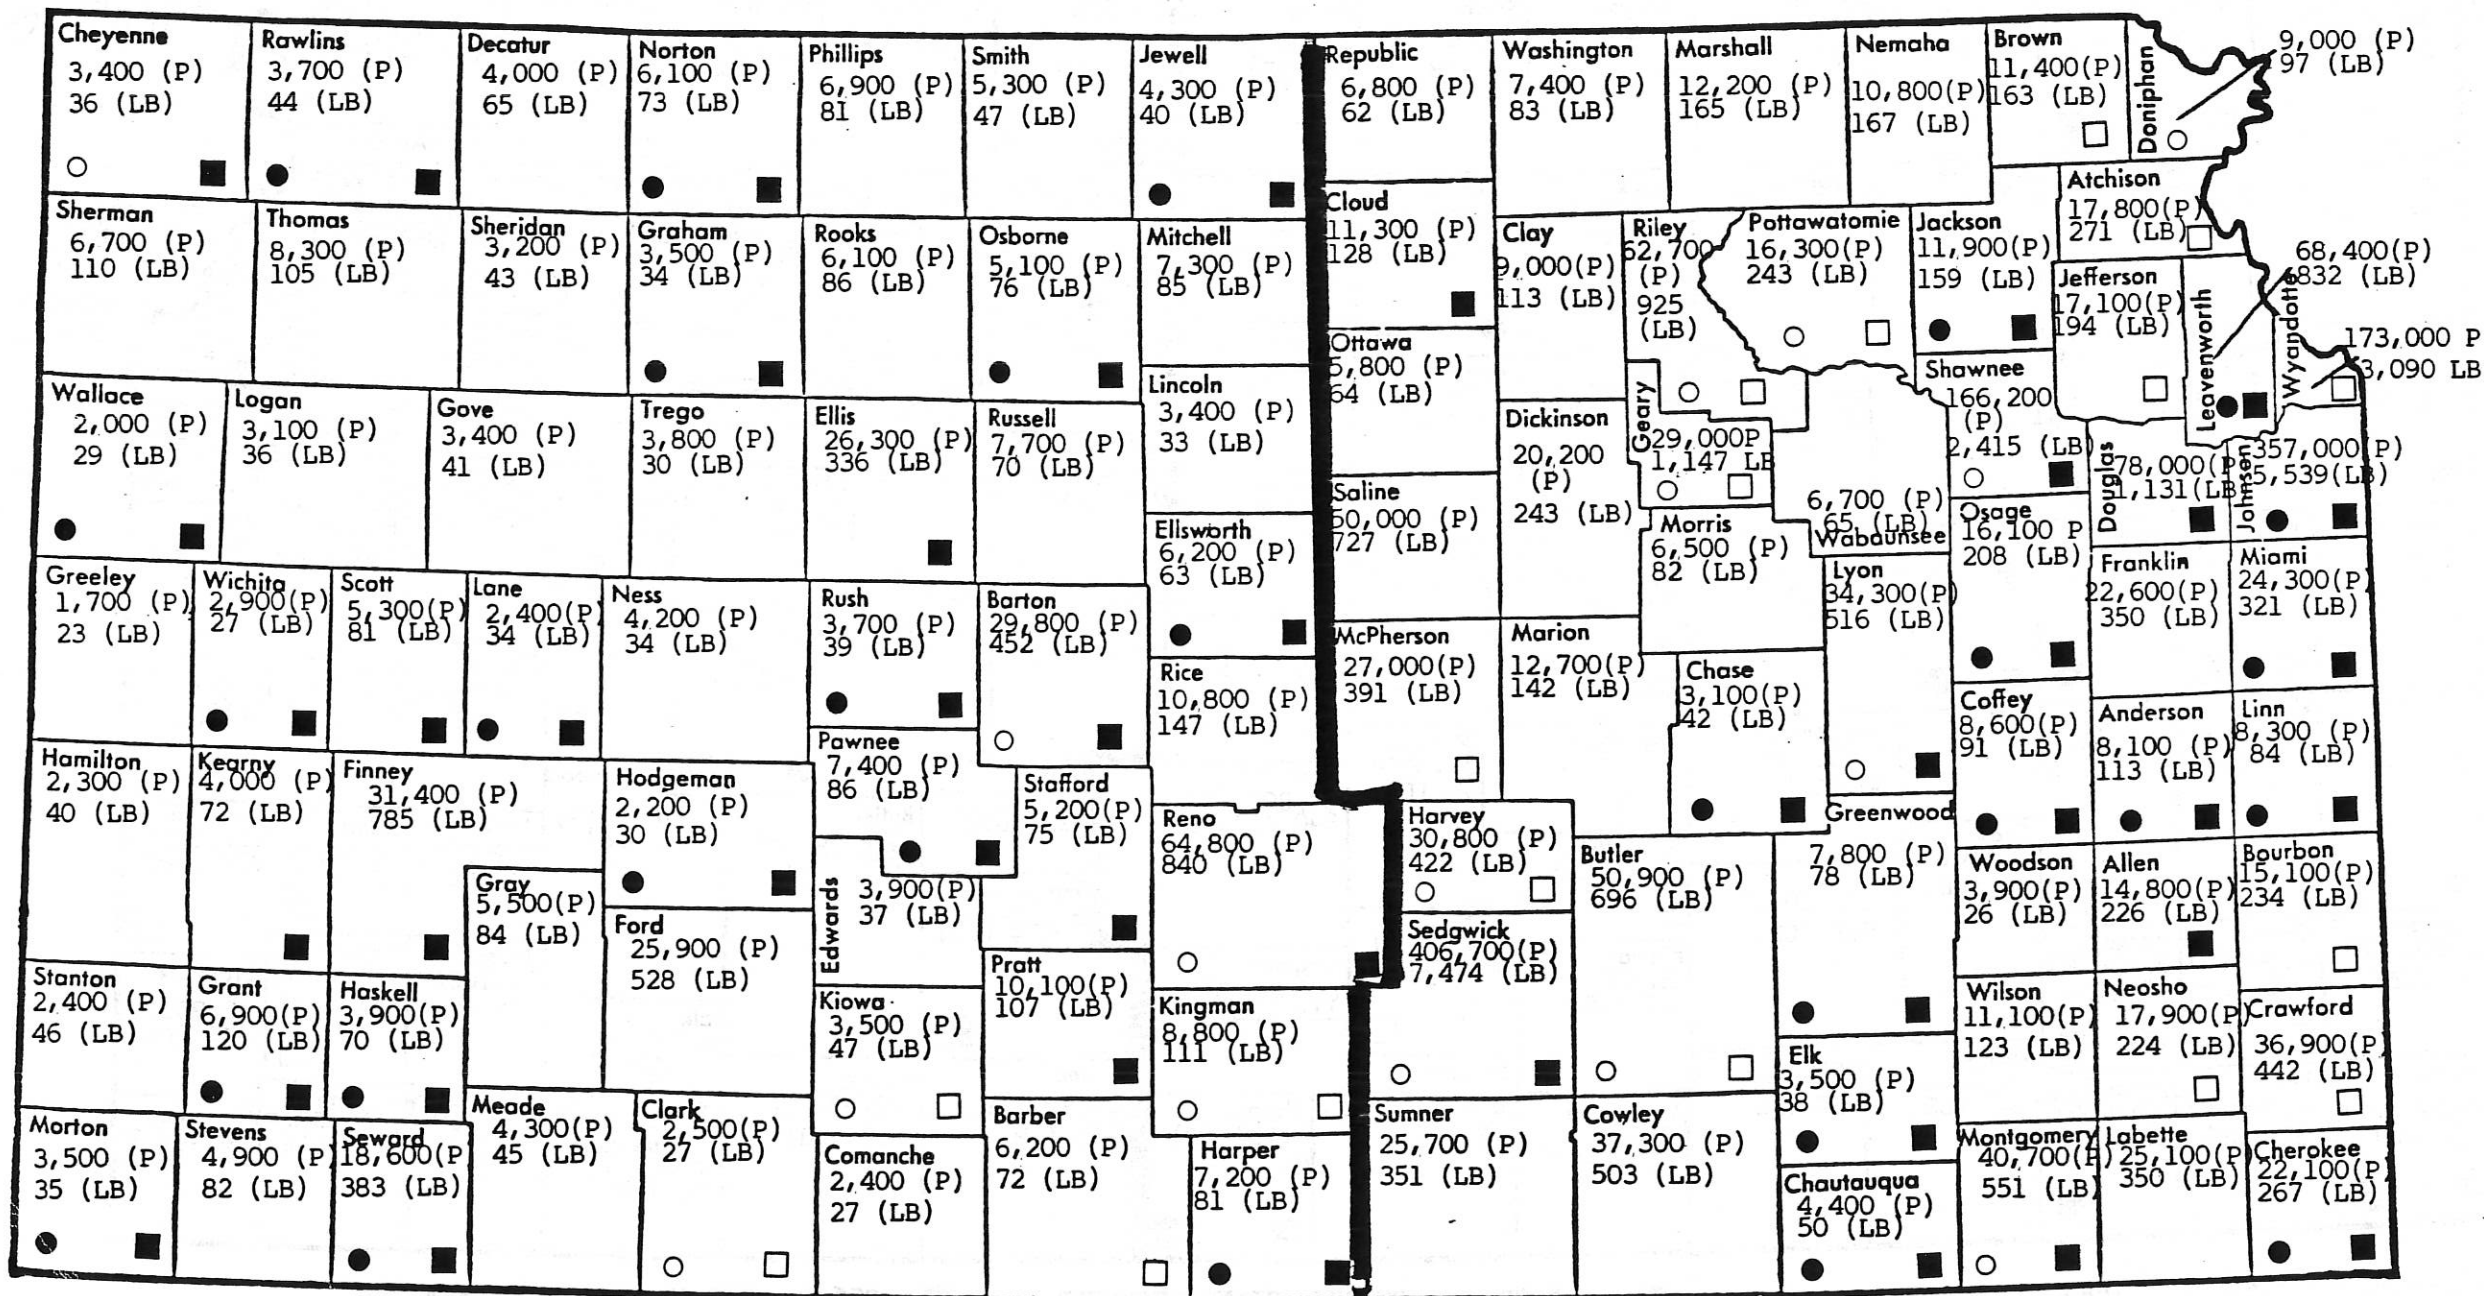 Cheyenne
3,400 (P)
36 (LB)
Rawlins
3,700 (P)
44 (LB)
Decatur
4,000 (P)
65 (LB)
Norton
6,100 (P)
73 (LB)
Phillips
6,900 (P)
81 (LB)
Smith
5,300 (P)
47 (LB)
Jewell
4,300 (P)
40 (LB)
Republic
6,800 (P)
62 (LB)
Washington
7,400 (P)
83 (LB)
Marshall
12,200 (P)
165 (LB)
Nemaha
10,800(P)
167 (LB)
Brown
11,400(P)
163 (LB)
Doniphan
9,000 (P)
97 (LB)
Sherman
6,700 (P)
110 (LB)
Thomas
8,300 (P)
105 (LB)
Sheridan
3,200 (P)
43 (LB)
Graham
3,500 (P)
34 (LB)
Rooks
6,100 (P)
86 (LB)
Osborne
5,100 (P)
76 (LB)
Mitchell
7,300 (P)
85 (LB)
Cloud
11,300 (P)
128 (LB)
Clay
9,000(P)
113 (LB)
Riley
62,700
(P)
925
(LB)
Pottawatomie
16,300(P)
243 (LB)
Jackson
11,900(P)
159 (LB)
Atchison
17,800(P)
271 (LB)
Jefferson
17,100(P)
194 (LB)
Leavenworth
68,400(P)
832 (LB)
Wyandotte
173,000 P
3,090 LB
Wallace
2,000 (P)
29 (LB)
Logan
3,100 (P)
36 (LB)
Gove
3,400 (P)
41 (LB)
Trego
3,800 (P)
30 (LB)
Ellis
26,300 (P)
336 (LB)
Russell
7,700 (P)
70 (LB)
Lincoln
3,400 (P)
33 (LB)
Ottawa
5,800 (P)
64 (LB)
Dickinson
20,200
(P)
243 (LB)
Geary
29,000P
1,147 LB
Shawnee
166,200
(P)
2,415 (LB)
Douglas
78,000(P
1,131(LB
Johnson
357,000(P)
5,539(LB)
Ellsworth
6,200 (P)
63 (LB)
Saline
50,000 (P)
727 (LB)
Morris
6,500 (P)
82 (LB)
6,700 (P)
65 (LB)
Wabaunsee
Osage
16,100 P
208 (LB)
Franklin
22,600(P)
350 (LB)
Miami
24,300(P)
321 (LB)
Greeley
1,700 (P)
23 (LB)
Wichita
2,900(P)
27 (LB)
Scott
5,300(P)
81 (LB)
Lane
2,400(P)
34 (LB)
Ness
4,200 (P)
34 (LB)
Rush
3,700 (P)
39 (LB)
Barton
29,800 (P)
452 (LB)
Rice
10,800 (P)
147 (LB)
McPherson
27,000(P)
391 (LB)
Marion
12,700(P)
142 (LB)
Chase
3,100(P)
42 (LB)
Lyon
34,300(P)
516 (LB)
Coffey
8,600(P)
91 (LB)
Anderson
8,100 (P)
113 (LB)
Linn
8,300 (P)
84 (LB)
Hamilton
2,300 (P)
40 (LB)
Kearny
4,000 (P)
72 (LB)
Finney
31,400 (P)
785 (LB)
Hodgeman
2,200 (P)
30 (LB)
Pawnee
7,400 (P)
86 (LB)
Stafford
5,200(P)
75 (LB)
Reno
64,800 (P)
840 (LB)
Harvey
30,800 (P)
422 (LB)
Butler
50,900 (P)
696 (LB)
Greenwood
7,800 (P)
78 (LB)
Woodson
3,900(P)
26 (LB)
Allen
14,800(P)
226 (LB)
Bourbon
15,100(P)
234 (LB)
Gray
5,500(P)
84 (LB)
Ford
25,900 (P)
528 (LB)
Edwards
3,900(P)
37 (LB)
Pratt
10,100(P)
107 (LB)
Sedgwick
406,700(P)
7,474 (LB)
Stanton
2,400 (P)
46 (LB)
Grant
6,900(P)
120 (LB)
Haskell
3,900(P)
70 (LB)
Kiowa
3,500 (P)
47 (LB)
Kingman
8,800 (P)
111 (LB)
Elk
3,500 (P)
38 (LB)
Wilson
11,100(P)
123 (LB)
Neosho
17,900(P)
224 (LB)
Crawford
36,900(P)
442 (LB)
Morton
3,500 (P)
35 (LB)
Stevens
4,900 (P)
82 (LB)
Seward
18,600(P
383 (LB)
Meade
4,300(P)
45 (LB)
Clark
2,500(P)
27 (LB)
Comanche
2,400 (P)
27 (LB)
Barber
6,200 (P)
72 (LB)
Harper
7,200 (P)
81 (LB)
Sumner
25,700 (P)
351 (LB)
Cowley
37,300 (P)
503 (LB)
Chautauqua
4,400 (P)
50 (LB)
Montgomery
40,700(P)
551 (LB)
Labette
25,100(P)
350 (LB)
Cherokee
22,100(P)
267 (LB)